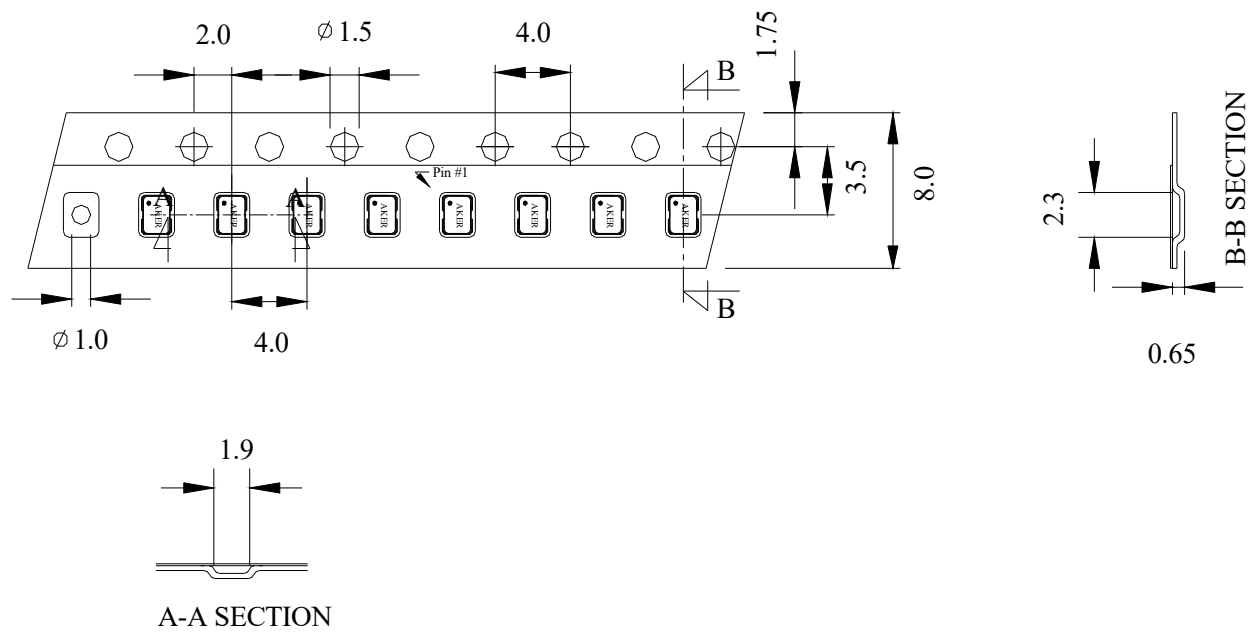 2.0
⌀ 1.5
4.0
1.75
B
Pin #1
A
A
AKER
AKER
AKER
AKER
AKER
AKER
AKER
AKER
3.5
8.0
2.3
B-B SECTION
⌀ 1.0
4.0
B
0.65
1.9
A-A SECTION